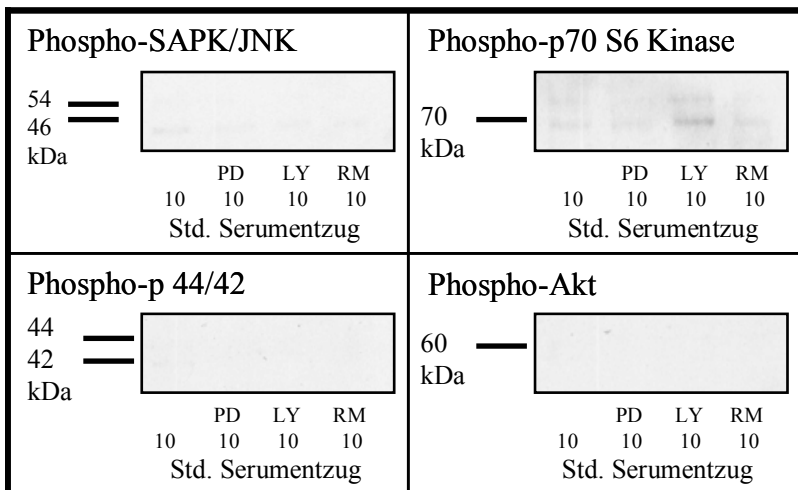 Phospho-SAPK/JNK
54
46
kDa
PD LY RM
10 10 10 10
Std. Serumentzug
Phospho-p70 S6 Kinase
70
kDa
PD LY RM
10 10 10 10
Std. Serumentzug
Phospho-p 44/42
44
42
kDa
PD LY RM
10 10 10 10
Std. Serumentzug
Phospho-Akt
60
kDa
PD LY RM
10 10 10 10
Std. Serumentzug